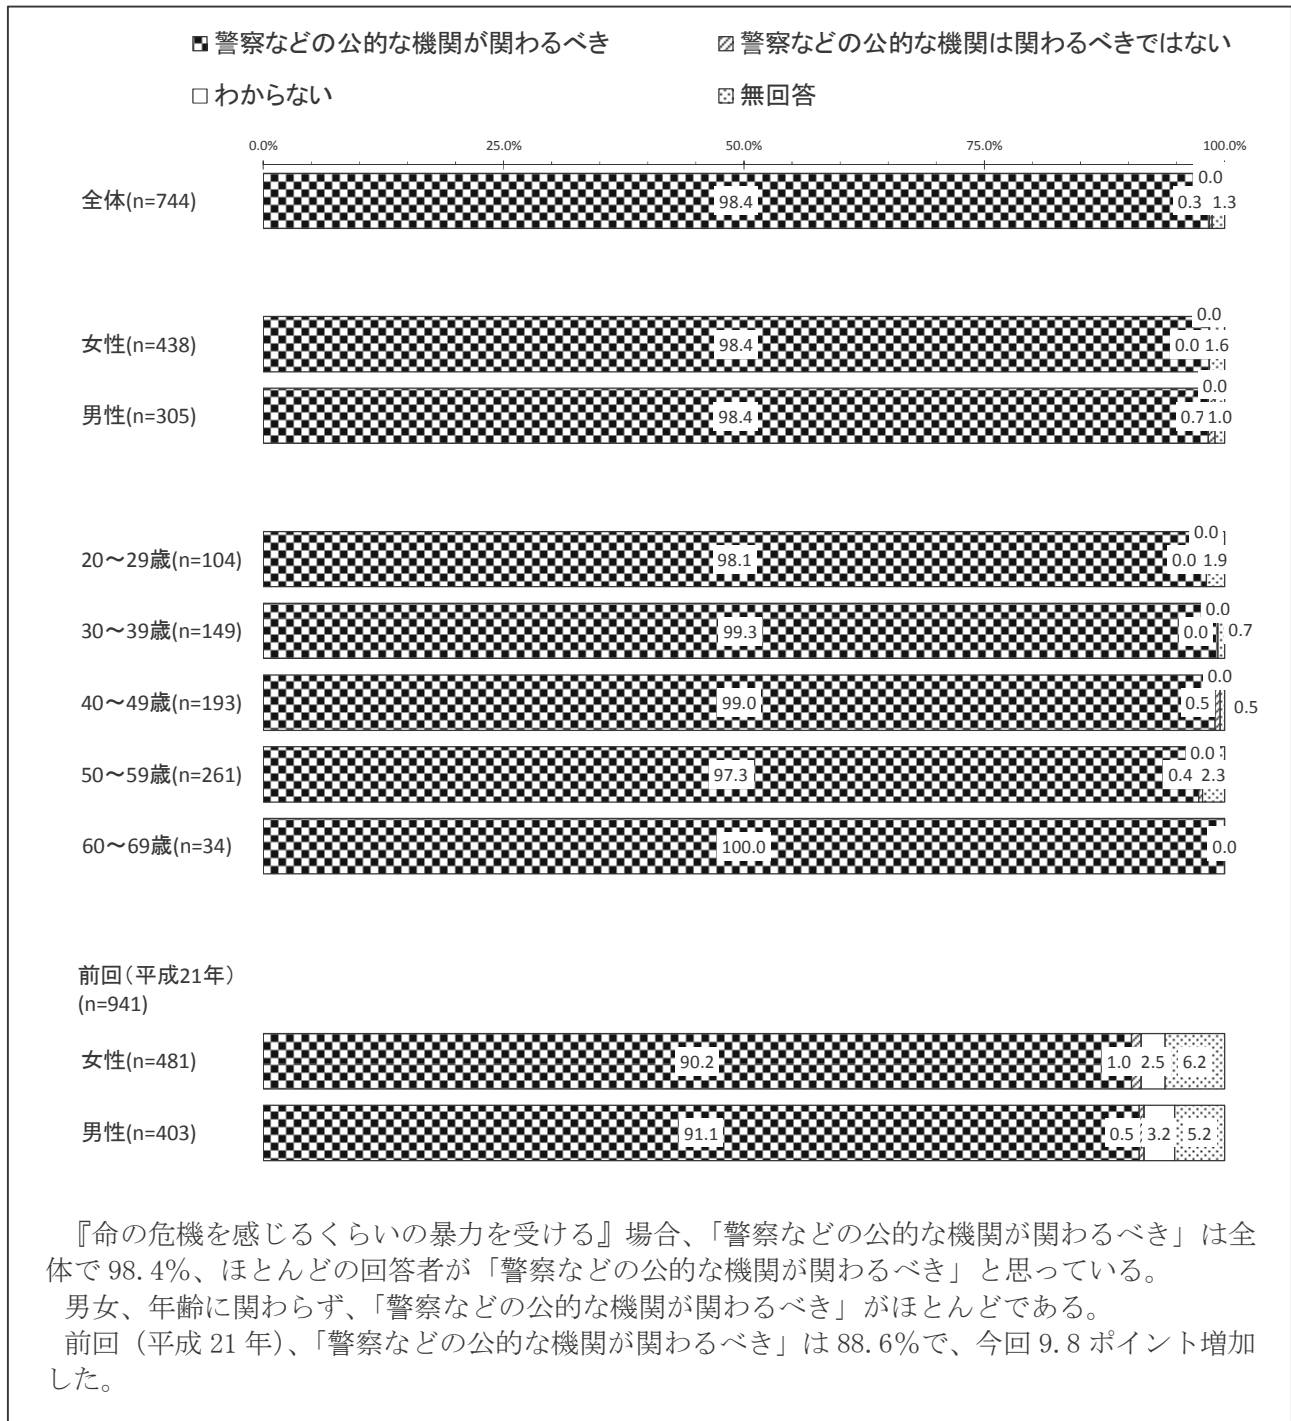 警察などの公的な機関が関わるべき 警察などの公的な機関は関わるべきではない
わからない 無回答
0.0% 25.0% 50.0% 75.0% 100.0%
0.0
全体(n=744) 98.4 0.3 1.3
0.0
女性(n=438) 98.4 0.0 1.6
0.0
男性(n=305) 98.4 0.7 1.0
0.0
20～29歳(n=104) 98.1 0.0 1.9
0.0
30～39歳(n=149) 99.3 0.0 0.7
0.0
40～49歳(n=193) 99.0 0.5 0.5
0.0
50～59歳(n=261) 97.3 0.4 2.3
60～69歳(n=34) 100.0 0.0
前回（平成21年）
(n=941)
女性(n=481) 90.2 1.0 2.5 6.2
男性(n=403) 91.1 0.5 3.2 5.2
『命の危機を感じるくらいの暴力を受ける』場合、「警察などの公的な機関が関わるべき」は全
体で 98.4％、ほとんどの回答者が「警察などの公的な機関が関わるべき」と思っている。
男女、年齢に関わらず、「警察などの公的な機関が関わるべき」がほとんどである。
前回（平成 21 年）、「警察などの公的な機関が関わるべき」は 88.6％で、今回 9.8 ポイント増加
した。